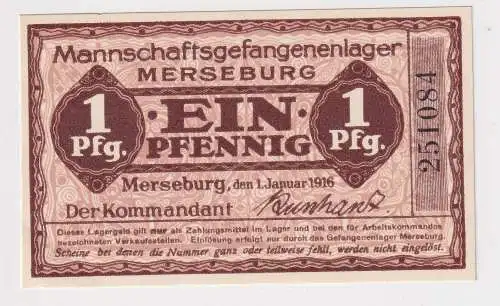 Mannschaftsgefangenenlager
MERSEBURG
1 Pfg.
·EIN·
PFENNIG
1 Pfg.
251084
Merseburg, den 1. Januar 1916
Der Kommandant
Dieses Lagergeld gilt nur als Zahlungsmittel im Lager und bei den für Arbeitskommandos
bezeichneten Verkaufsstellen. Einlösung erfolgt nur durch das Gefangenenlager Merseburg.
Scheine bei denen die Nummer ganz oder teilweise fehlt, werden nicht eingelöst.